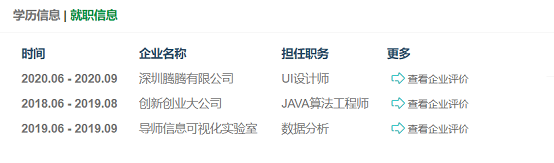 学历信息 | 就职信息
时间 企业名称 担任职务 更多
2020.06 - 2020.09 深圳腾腾有限公司 UI设计师 查看企业评价
2018.06 - 2019.08 创新创业大公司 JAVA算法工程师 查看企业评价
2019.06 - 2019.09 导师信息可视化实验室 数据分析 查看企业评价